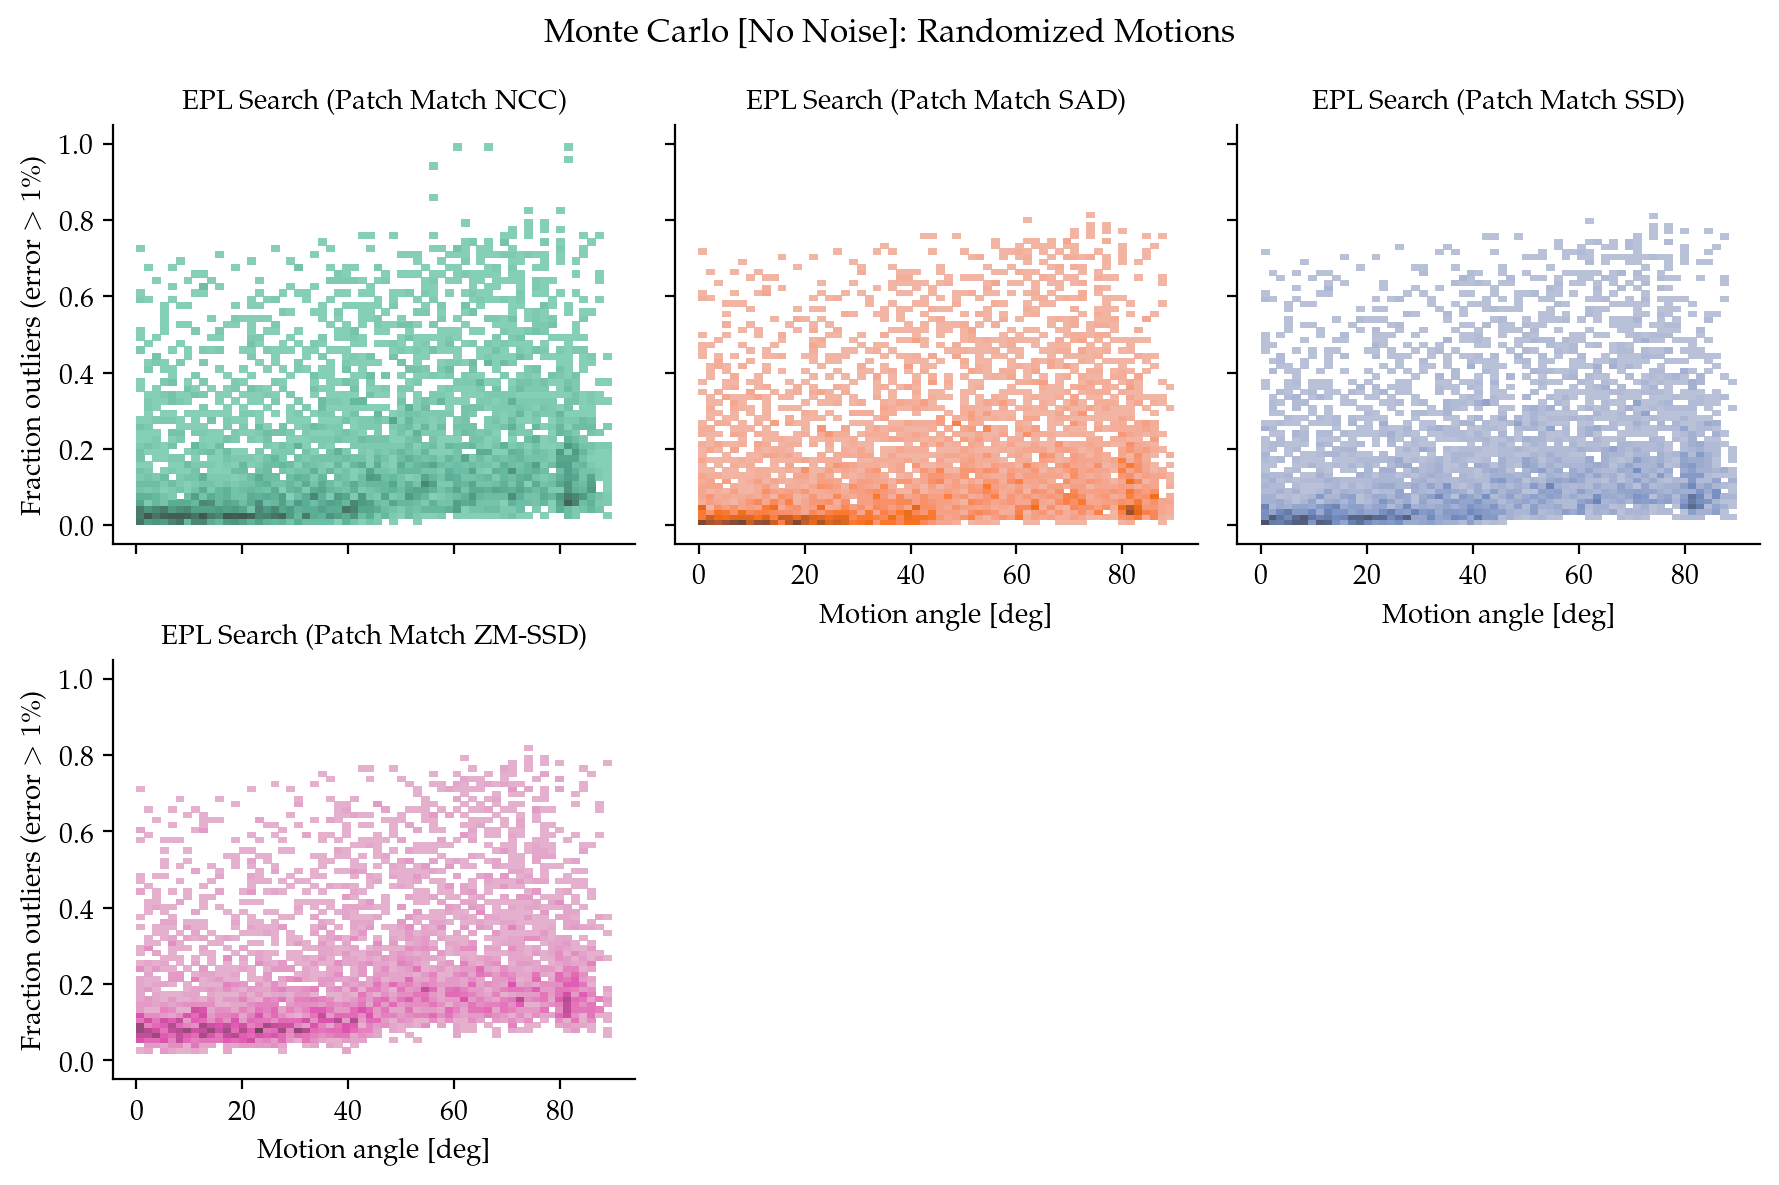 Monte Carlo [No Noise]: Randomized Motions
EPL Search (Patch Match NCC)
Fraction outliers (error > 1%)
1.0
0.8
0.6
0.4
0.2
0.0
EPL Search (Patch Match SAD)
0 20 40 60 80
Motion angle [deg]
EPL Search (Patch Match SSD)
0 20 40 60 80
Motion angle [deg]
EPL Search (Patch Match ZM-SSD)
Fraction outliers (error > 1%)
1.0
0.8
0.6
0.4
0.2
0.0
0 20 40 60 80
Motion angle [deg]